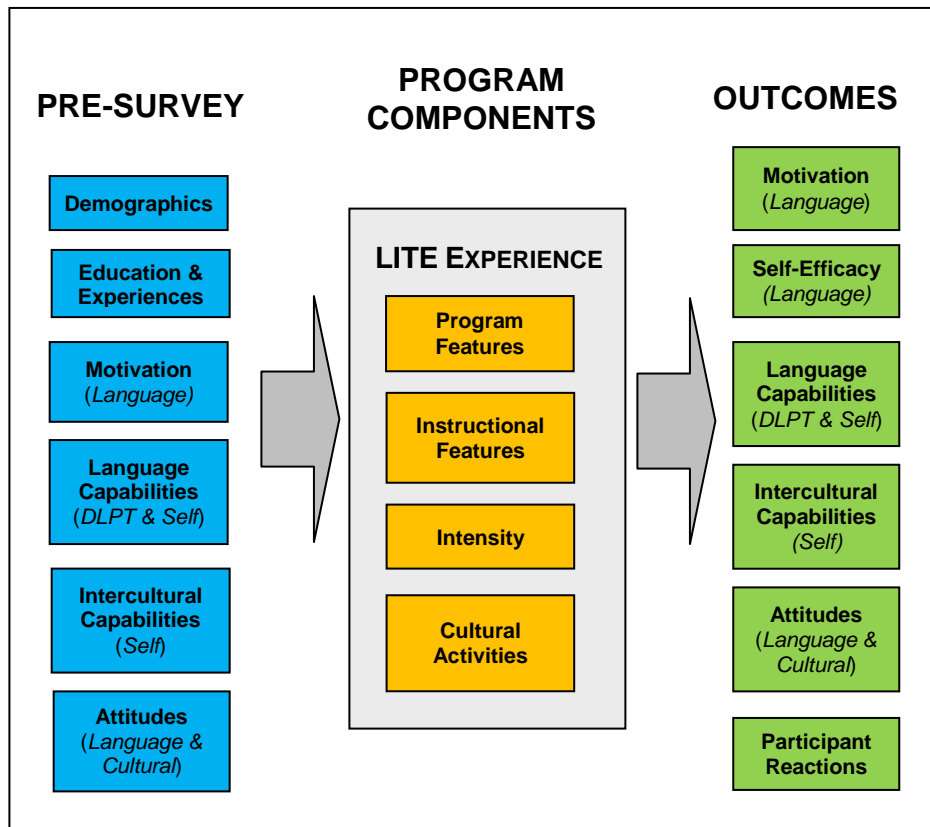 PRE-SURVEY
Demographics
Education &
Experiences
Motivation
(Language)
Language
Capabilities
(DLPT & Self)
Intercultural
Capabilities
(Self)
Attitudes
(Language &
Cultural)
PROGRAM
COMPONENTS
LITE EXPERIENCE
Program
Features
Instructional
Features
Intensity
Cultural
Activities
OUTCOMES
Motivation
(Language)
Self-Efficacy
(Language)
Language
Capabilities
(DLPT & Self)
Intercultural
Capabilities
(Self)
Attitudes
(Language &
Cultural)
Participant
Reactions